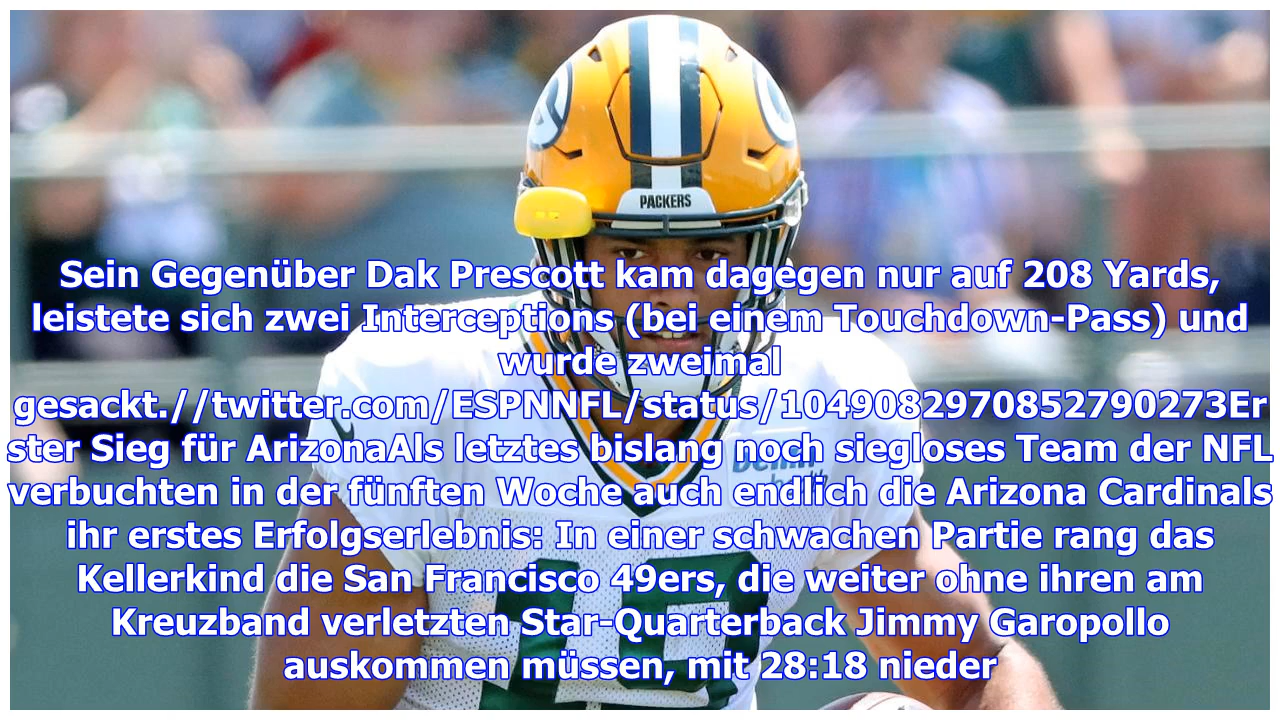 PACKERS
Sein Gegenüber Dak Prescott kam dagegen nur auf 208 Yards,
leistete sich zwei Interceptions (bei einem Touchdown-Pass) und
wurde zweimal
gesackt.//twitter.com/ESPNNFL/status/1049082970852790273Er
ster Sieg für ArizonaAls letztes bislang noch siegloses Team der NFL
verbuchten in der fünften Woche auch endlich die Arizona Cardinals
ihr erstes Erfolgserlebnis: In einer schwachen Partie rang das
Kellerkind die San Francisco 49ers, die weiter ohne ihren am
Kreuzband verletzten Star-Quarterback Jimmy Garopollo
auskommen müssen, mit 28:18 nieder